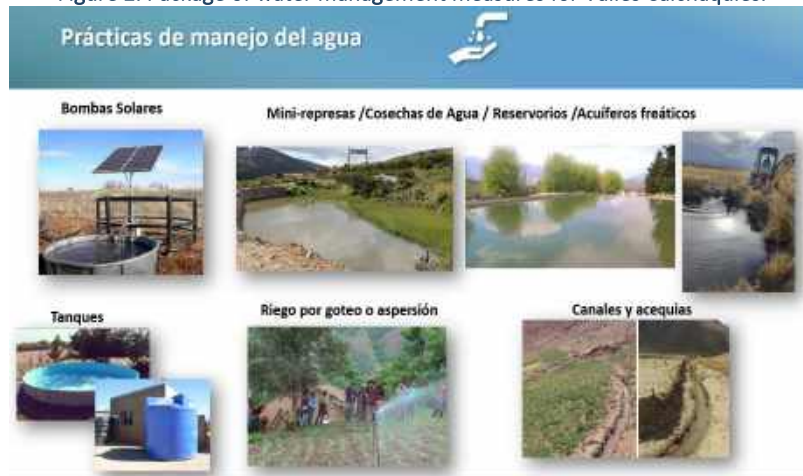 Figure 2. Package of water management measures for Valles Calchaquíes.
Prácticas de manejo del agua
Bombas Solares
Mini-represas /Cosechas de Agua / Reservorios /Acuíferos freáticos
Tanques
Riego por goteo o aspersión
Canales y acequias